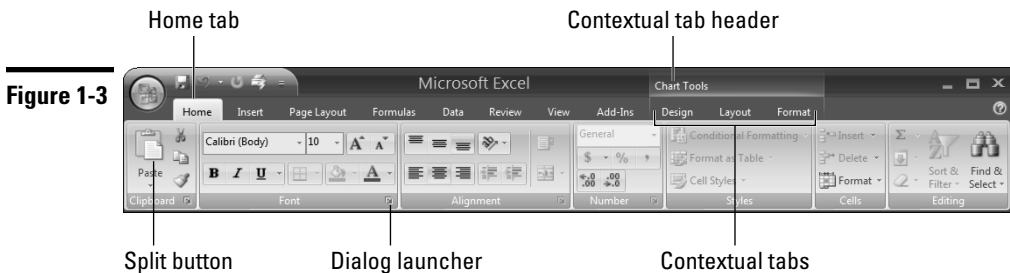 Home tab Contextual tab header
Figure 1-3
Microsoft Excel Chart Tools
Home Insert Page Layout Formulas Data Review View Add-Ins Design Layout Format
Calibri (Body) 10 A A General Conditional Formatting Insert Σ
Paste $ % , Format as Table Delete Sort & Find &
B I U A .00 .00 Cell Styles Format Filter Select
Clipboard Font Alignment Number Styles Cells Editing
Split button Dialog launcher Contextual tabs